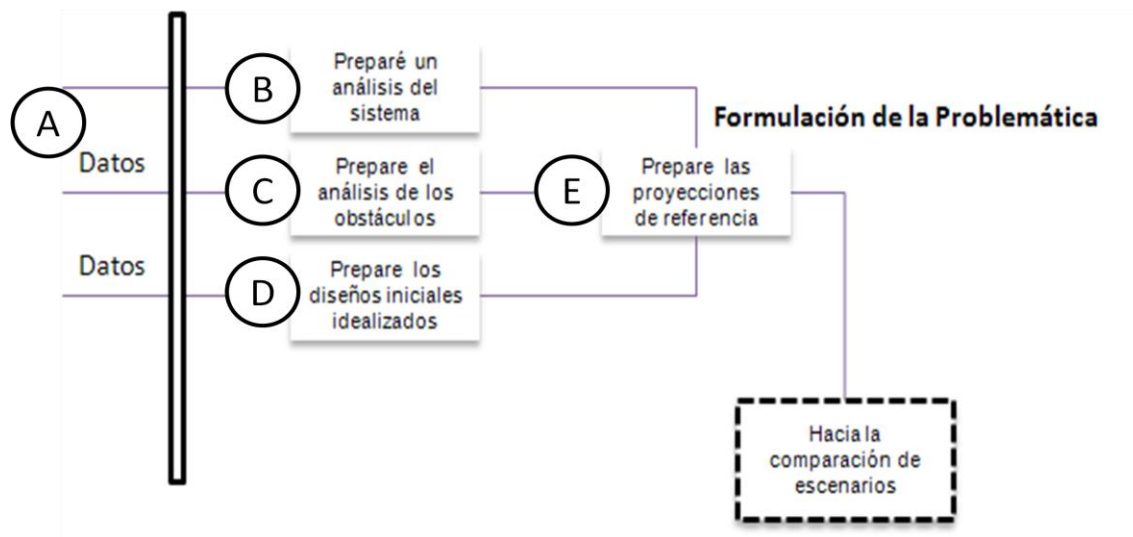 A
Datos
Datos
B
Preparé un
análisis del
sistema
C
Prepare el
análisis de los
obstáculos
D
Prepare los
diseños iniciales
idealizados
Formulación de la Problemática
E
Prepare las
proyecciones
de referencia
Hacia la
comparación de
escenarios